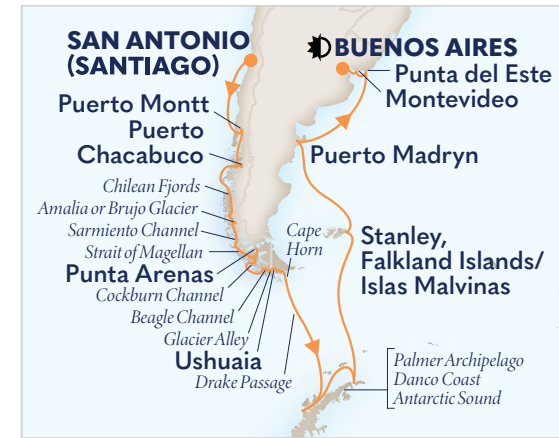 SAN ANTONIO
(SANTIAGO)
BUENOS AIRES
Punta del Este
Montevideo
Puerto Montt
Puerto
Chacabuco
Puerto Madryn
Chilean Fjords
Amalia or Brujo Glacier
Sarmiento Channel
Strait of Magellan
Punta Arenas
Cockburn Channel
Beagle Channel
Glacier Alley
Ushuaia
Drake Passage
Cape
Horn
Stanley,
Falkland Islands/
Islas Malvinas
Palmer Archipelago
Danco Coast
Antarctic Sound